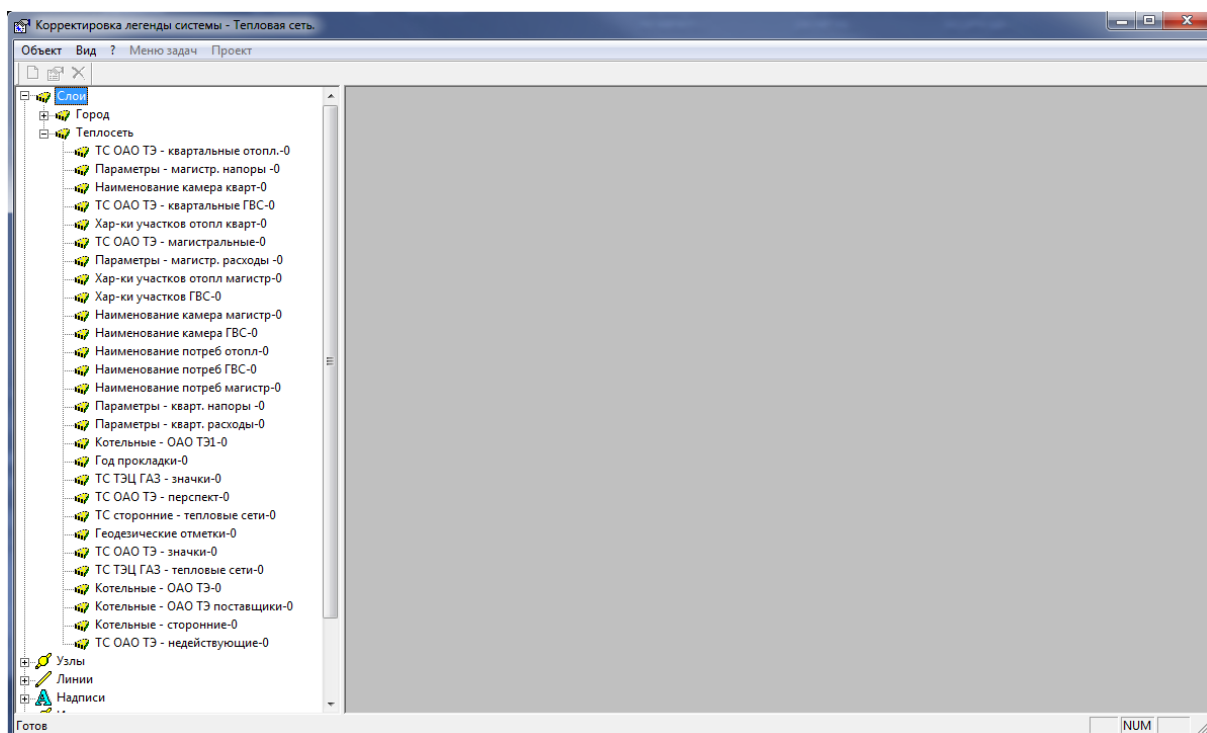 Корректировка легенды системы - Тепловая сеть.
Объект Вид ? Меню задач Проект
Слои
Город
Теплосеть
ТС ОАО ТЭ - квартальные отопл.-0
Параметры - магистр. напоры -0
Наименование камера кварт-0
ТС ОАО ТЭ - квартальные ГВС-0
Хар-ки участков отопл кварт-0
ТС ОАО ТЭ - магистральные-0
Параметры - магистр. расходы -0
Хар-ки участков отопл магистр-0
Хар-ки участков ГВС-0
Наименование камера магистр-0
Наименование камера ГВС-0
Наименование потреб отопл-0
Наименование потреб ГВС-0
Наименование потреб магистр-0
Параметры - кварт. напоры -0
Параметры - кварт. расходы-0
Котельные - ОАО ТЭ1-0
Год прокладки-0
ТС ТЭЦ ГАЗ - значки-0
ТС ОАО ТЭ - перспект-0
ТС сторонние - тепловые сети-0
Геодезические отметки-0
ТС ОАО ТЭ - значки-0
ТС ТЭЦ ГАЗ - тепловые сети-0
Котельные - ОАО ТЭ-0
Котельные - ОАО ТЭ поставщики-0
Котельные - сторонние-0
ТС ОАО ТЭ - недействующие-0
Узлы
Линии
Надписи
Готов NUM